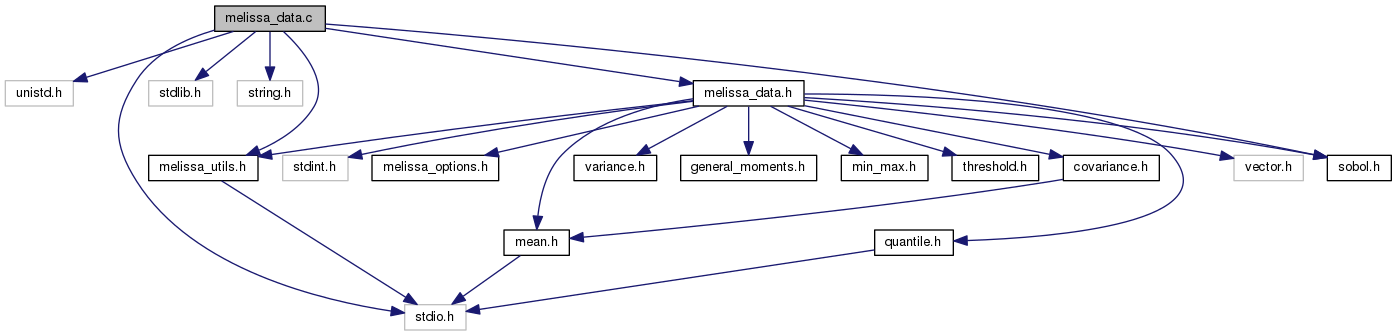 melissa_data.c
unistd.h
stdlib.h
string.h
melissa_data.h
melissa_utils.h
stdint.h
melissa_options.h
variance.h
general_moments.h
min_max.h
threshold.h
covariance.h
vector.h
sobol.h
mean.h
quantile.h
stdio.h